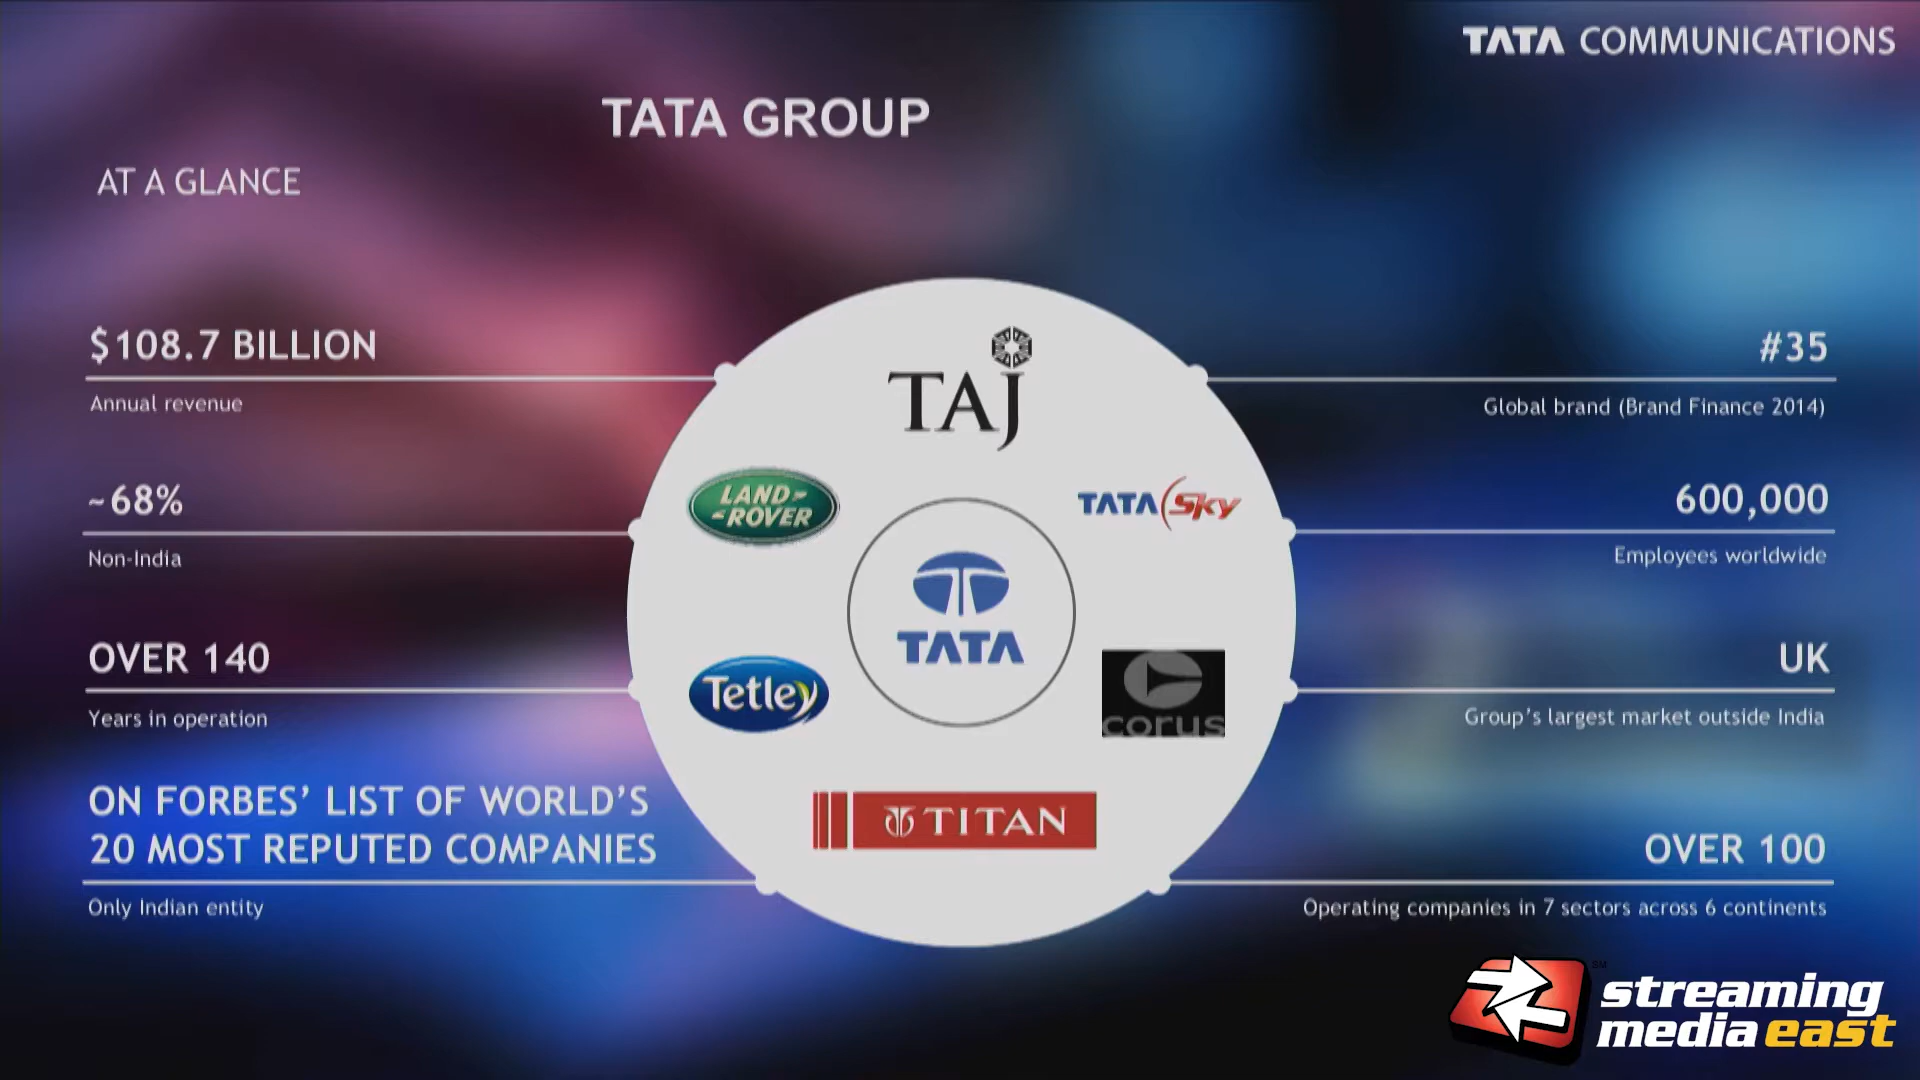 TATA COMMUNICATIONS
TATA GROUP
AT A GLANCE
$108.7 BILLION
Annual revenue
~68%
Non-India
OVER 140
Years in operation
ON FORBES' LIST OF WORLD'S
20 MOST REPUTED COMPANIES
Only Indian entity
TAJ
LAND-
-ROVER
TATA Sky
TATA
Tetley
corus
TITAN
#35
Global brand (Brand Finance 2014)
600,000
Employees worldwide
UK
Group's largest market outside India
OVER 100
Operating companies in 7 sectors across 6 continents
SM
streaming
media east